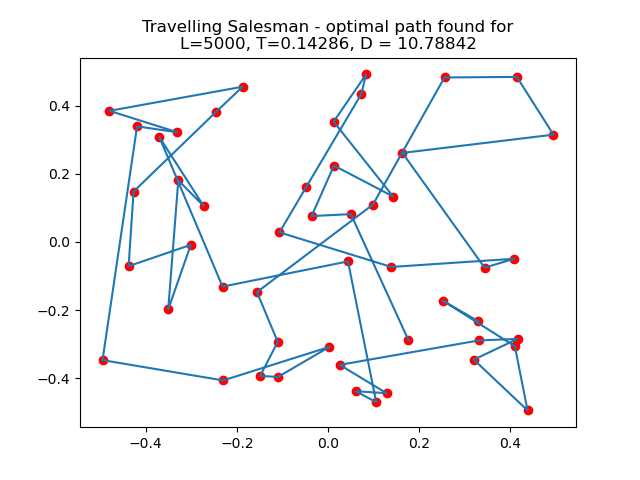 Travelling Salesman - optimal path found for
L=5000, T=0.14286, D = 10.78842
0.4
0.2
0.0
−0.2
−0.4
−0.4 −0.2 0.0 0.2 0.4